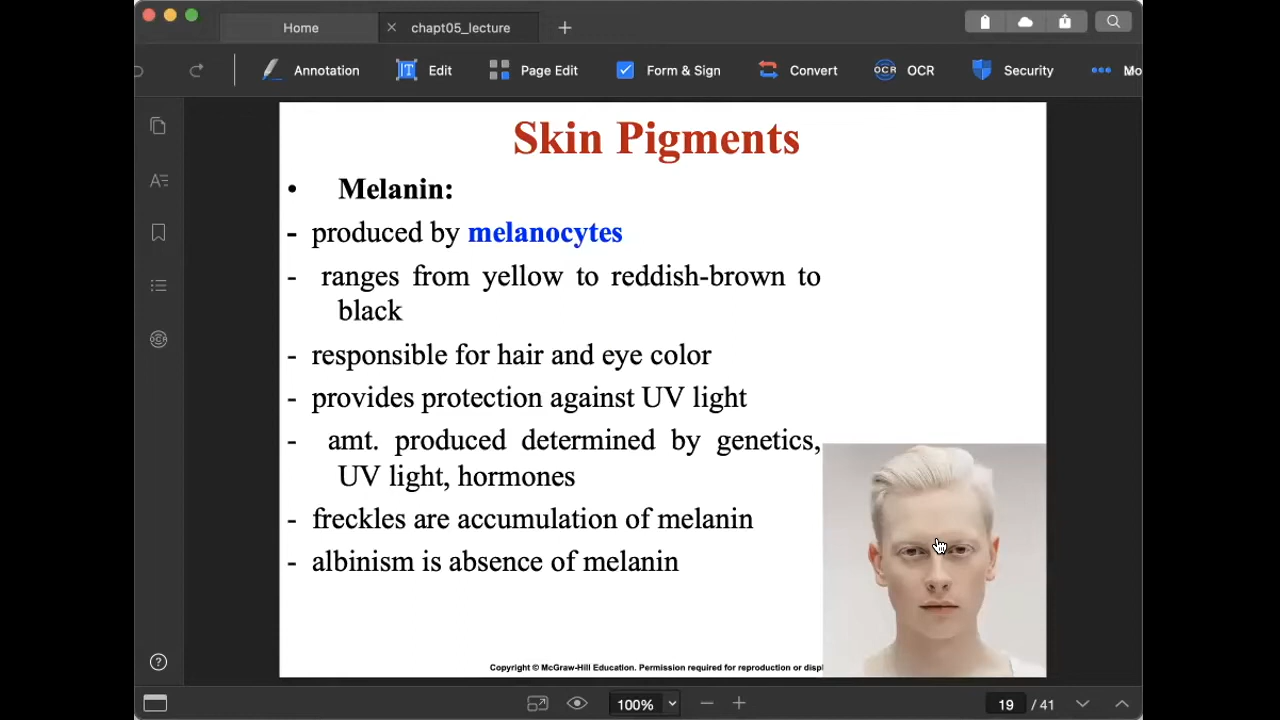 Home
chapt05_lecture
Annotation
Edit
Page Edit
Form & Sign
Convert
OCR
Security
Mo
Skin Pigments
• Melanin:
- produced by melanocytes
- ranges from yellow to reddish-brown to
black
- responsible for hair and eye color
- provides protection against UV light
- amt. produced determined by genetics,
UV light, hormones
- freckles are accumulation of melanin
- albinism is absence of melanin
Copyright © McGraw-Hill Education. Permission required for reproduction or displ
100%
19 / 41